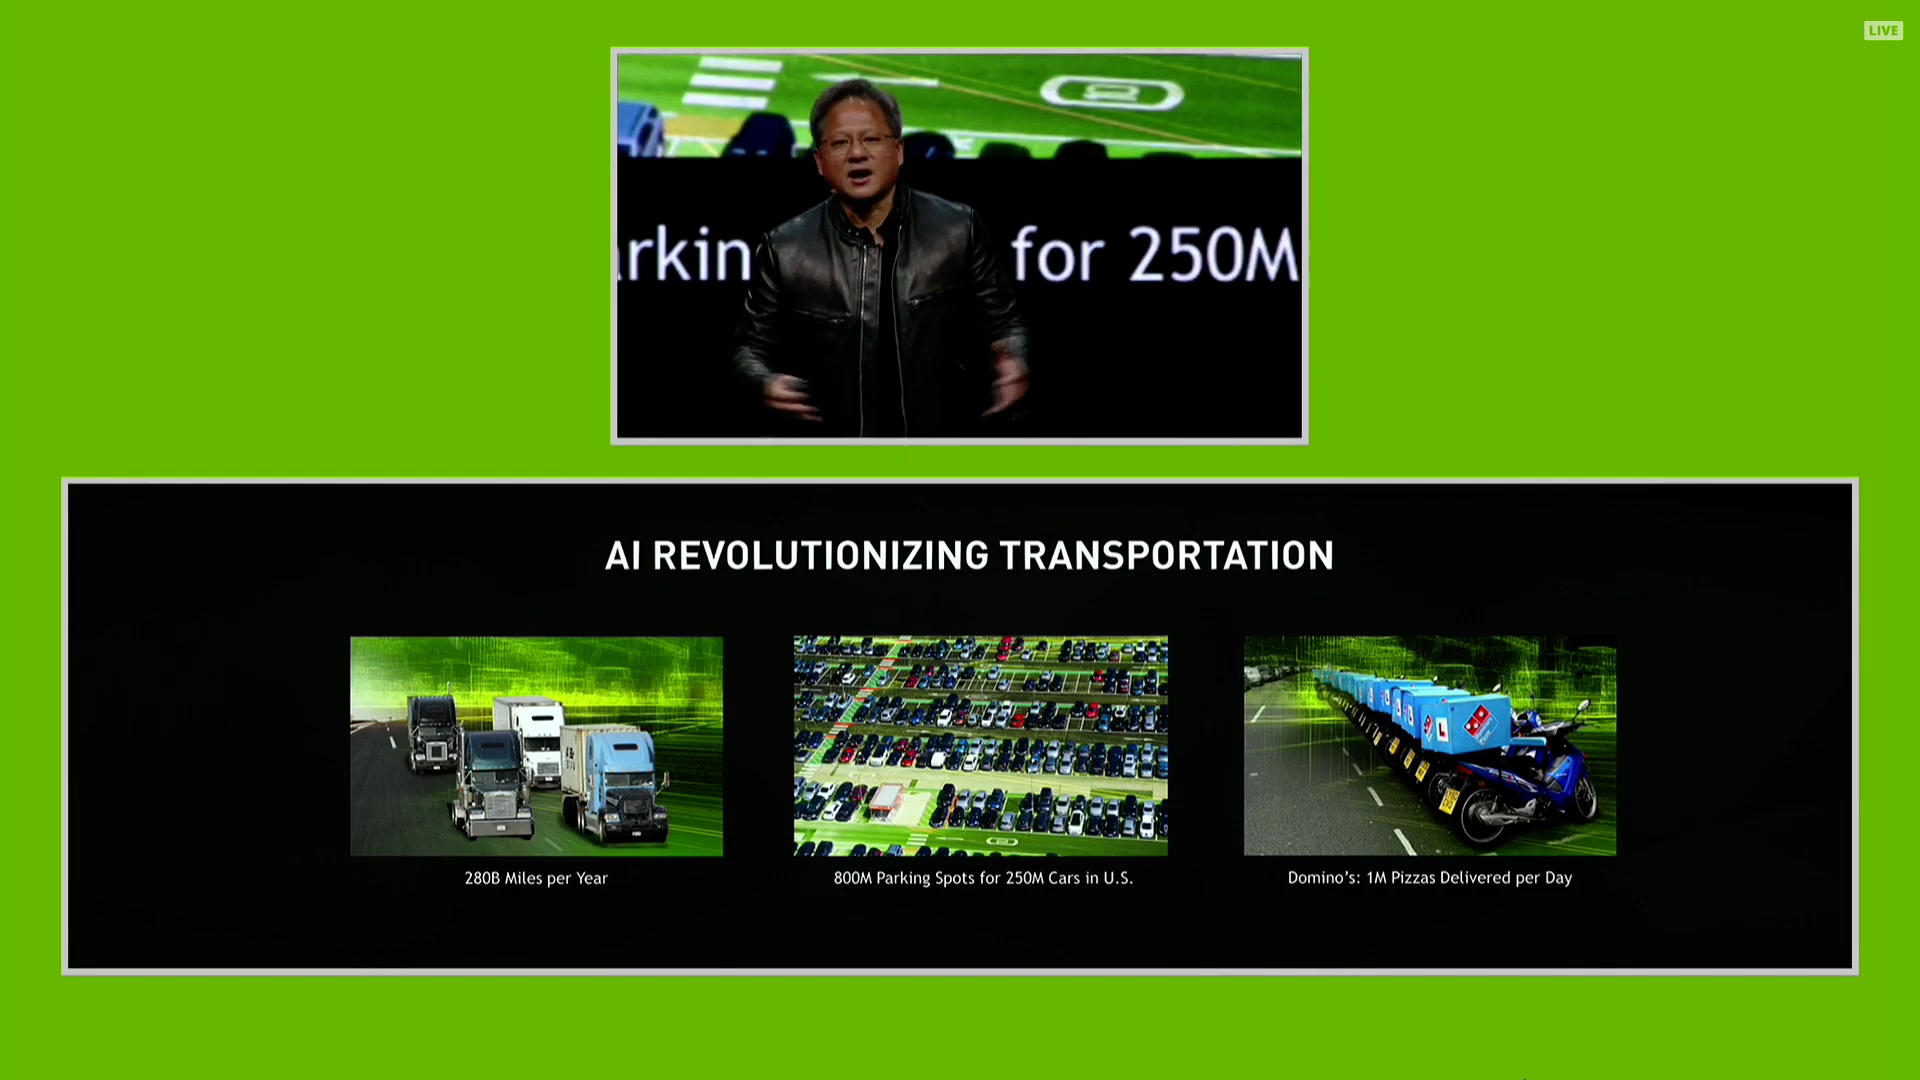 LIVE
arkin for 250M
AI REVOLUTIONIZING TRANSPORTATION
280B Miles per Year
800M Parking Spots for 250M Cars in U.S.
Domino's: 1M Pizzas Delivered per Day
L